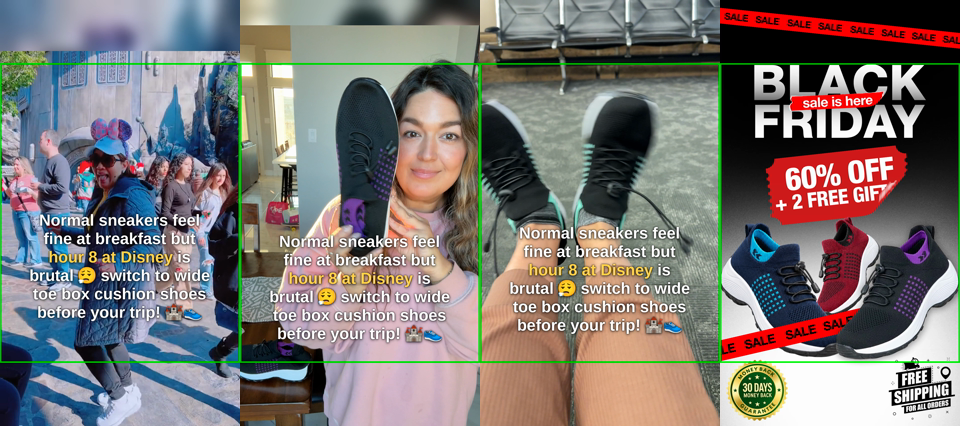 Normal sneakers feel
fine at breakfast but
hour 8 at Disney is
brutal 😮‍💨 switch to wide
toe box cushion shoes
before your trip! 🏰👟
Normal sneakers feel
fine at breakfast but
hour 8 at Disney is
brutal 😮‍💨 switch to wide
toe box cushion shoes
before your trip! 🏰👟
Normal sneakers feel
fine at breakfast but
hour 8 at Disney is
brutal 😮‍💨 switch to wide
toe box cushion shoes
before your trip! 🏰👟
SALE SALE SALE SALE SALE SALE SALE
BLACK
sale is here
FRIDAY
60% OFF
+ 2 FREE GIF
SALE SALE SALE SALE
MONEY BACK
30 DAYS
MONEY BACK
GUARANTEE
FREE
SHIPPING
FOR ALL ORDERS